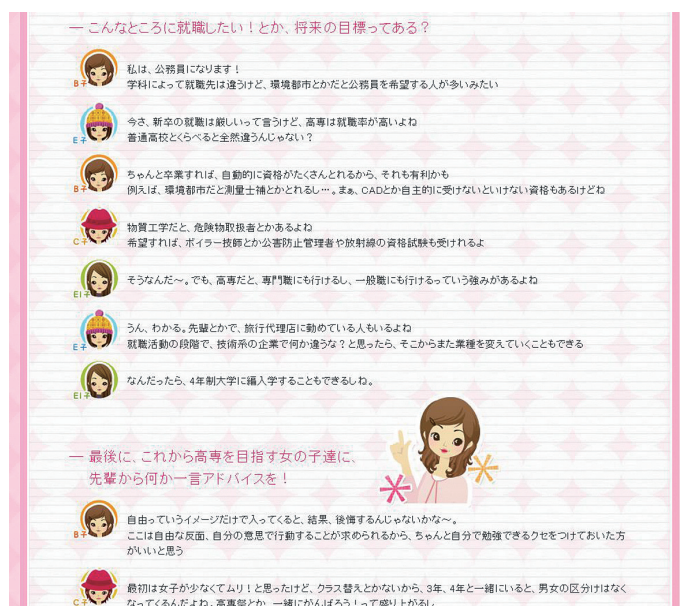 ― こんなところに就職したい！とか、将来の目標ってある？
私は、公務員になります！
B子
学科によって就職先は違うけど、環境都市とかだと公務員を希望する人が多いみたい
今さ、新卒の就職は厳しいって言うけど、高専は就職率が高いよね
E子
普通高校とくらべると全然違うんじゃない？
ちゃんと卒業すれば、自動的に資格がたくさんとれるから、それも有利かも
B子
例えば、環境都市だと測量士補とかとれるし…。まぁ、CADとか自主的に受けないといけない資格もあるけどね
物質工学だと、危険物取扱者とかあるよね
C子
希望すれば、ボイラー技師とか公害防止管理者や放射線の資格試験も受けれるよ
そうなんだ～。でも、高専だと、専門職にも行けるし、一般職にも行けるっていう強みがあるよね
EI子
うん、わかる。先輩とかで、旅行代理店に勤めている人もいるよね
E子
就職活動の段階で、技術系の企業で何か違うな？と思ったら、そこからまた業種を変えていくこともできる
なんだったら、4年制大学に編入学することもできるしね。
EI子
― 最後に、これから高専を目指す女の子達に、
先輩から何か一言アドバイスを！
自由っていうイメージだけで入ってくると、結果、後悔するんじゃないかな～。
B子
ここは自由な反面、自分の意思で行動することが求められるから、ちゃんと自分で勉強できるクセをつけておいた方
がいいと思う
最初は女子が少なくてムリ！と思ったけど、クラス替えとかないから、3年、4年と一緒にいると、男女の区分けはなく
C子
なってくるんだよね。高専祭とか、一緒にがんばろう！って盛り上がるし